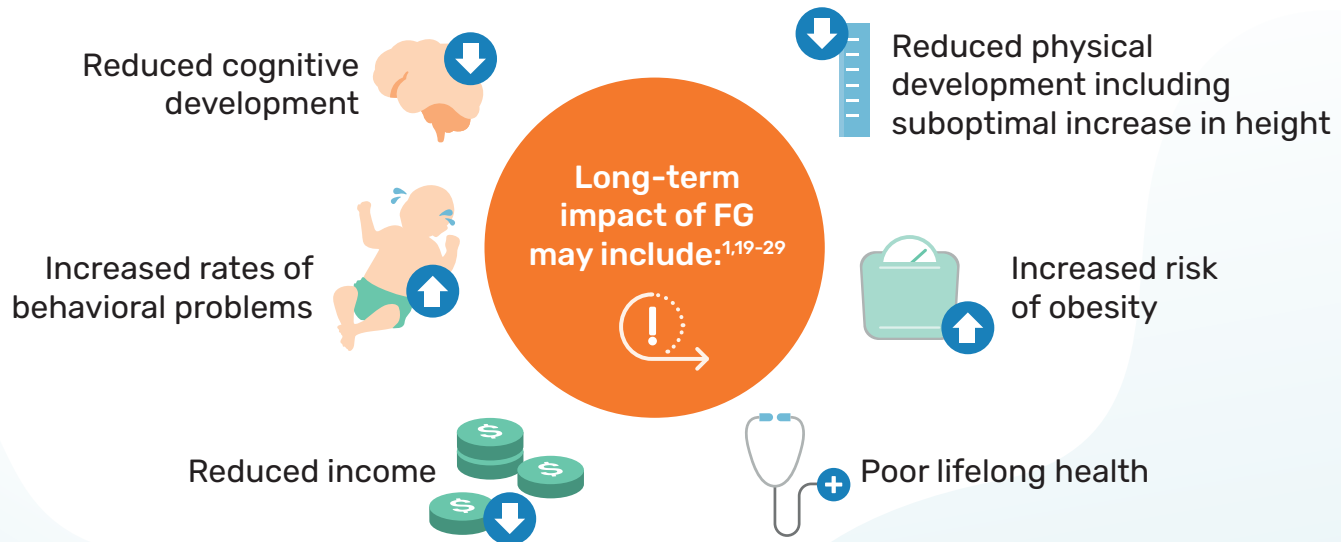 Reduced cognitive
development
Reduced physical
development including
suboptimal increase in height
Long-term
impact of FG
may include:1,19-29
Increased rates of
behavioral problems
Increased risk
of obesity
Reduced income
$
$
$
Poor lifelong health